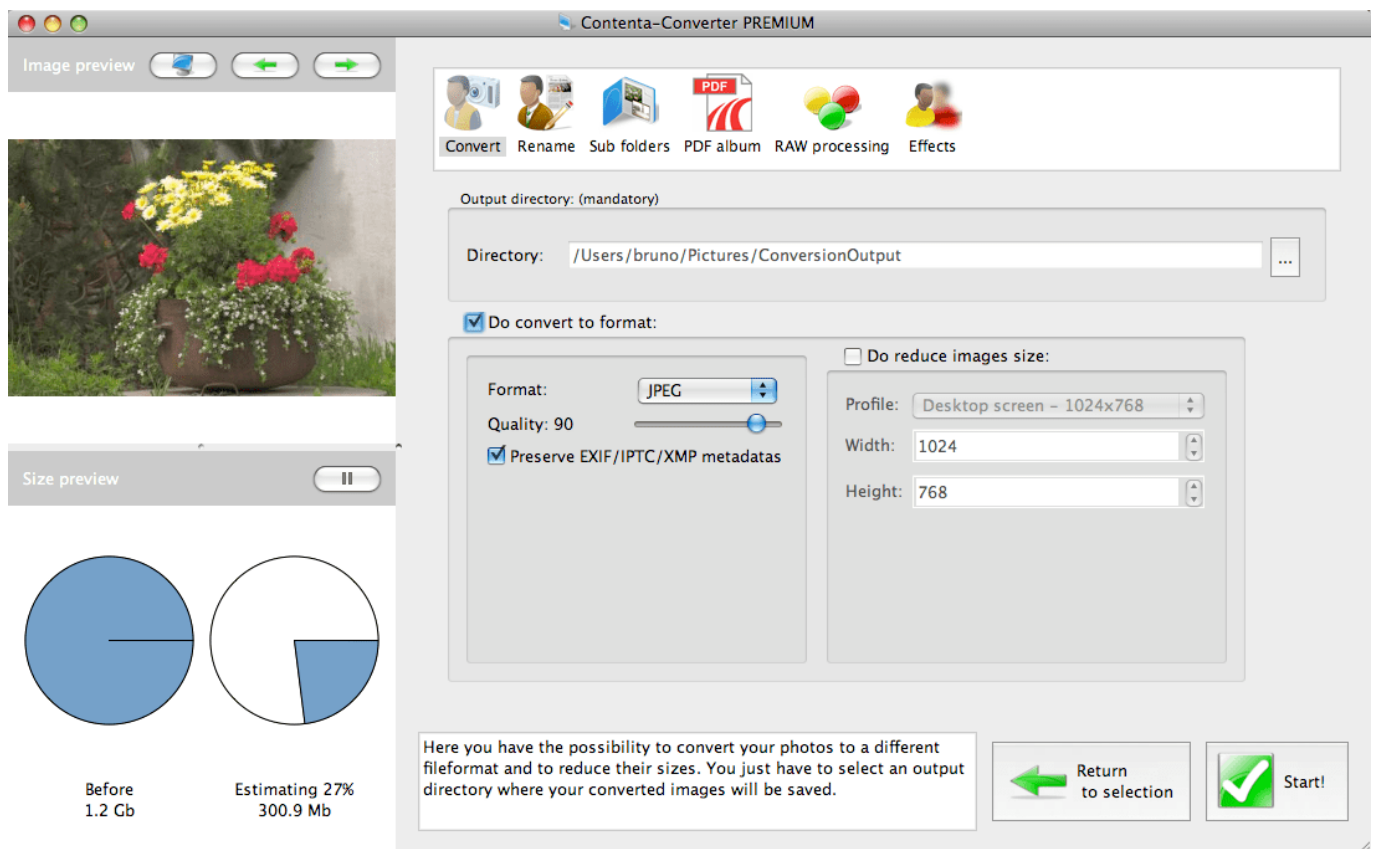 Contenta-Converter PREMIUM
Image preview
PDF
Convert
Rename
Sub folders
PDF album
RAW processing
Effects
Output directory: (mandatory)
Directory:
/Users/bruno/Pictures/ConversionOutput
...
Do convert to format:
Format:
JPEG
Quality: 90
Preserve EXIF/IPTC/XMP metadatas
Do reduce images size:
Profile:
Desktop screen - 1024x768
Width:
1024
Height:
768
Size preview
Before
1.2 Gb
Estimating 27%
300.9 Mb
Here you have the possibility to convert your photos to a different
fileformat and to reduce their sizes. You just have to select an output
directory where your converted images will be saved.
Return
to selection
Start!